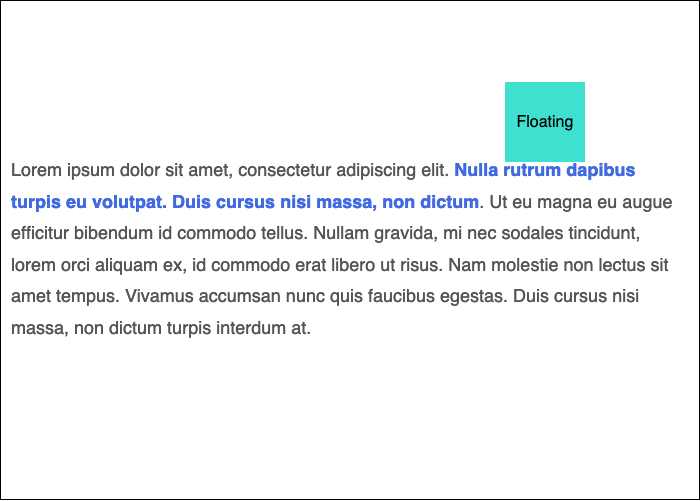 Floating
Lorem ipsum dolor sit amet, consectetur adipiscing elit. Nulla rutrum dapibus
turpis eu volutpat. Duis cursus nisi massa, non dictum. Ut eu magna eu augue
efficitur bibendum id commodo tellus. Nullam gravida, mi nec sodales tincidunt,
lorem orci aliquam ex, id commodo erat libero ut risus. Nam molestie non lectus sit
amet tempus. Vivamus accumsan nunc quis faucibus egestas. Duis cursus nisi
massa, non dictum turpis interdum at.